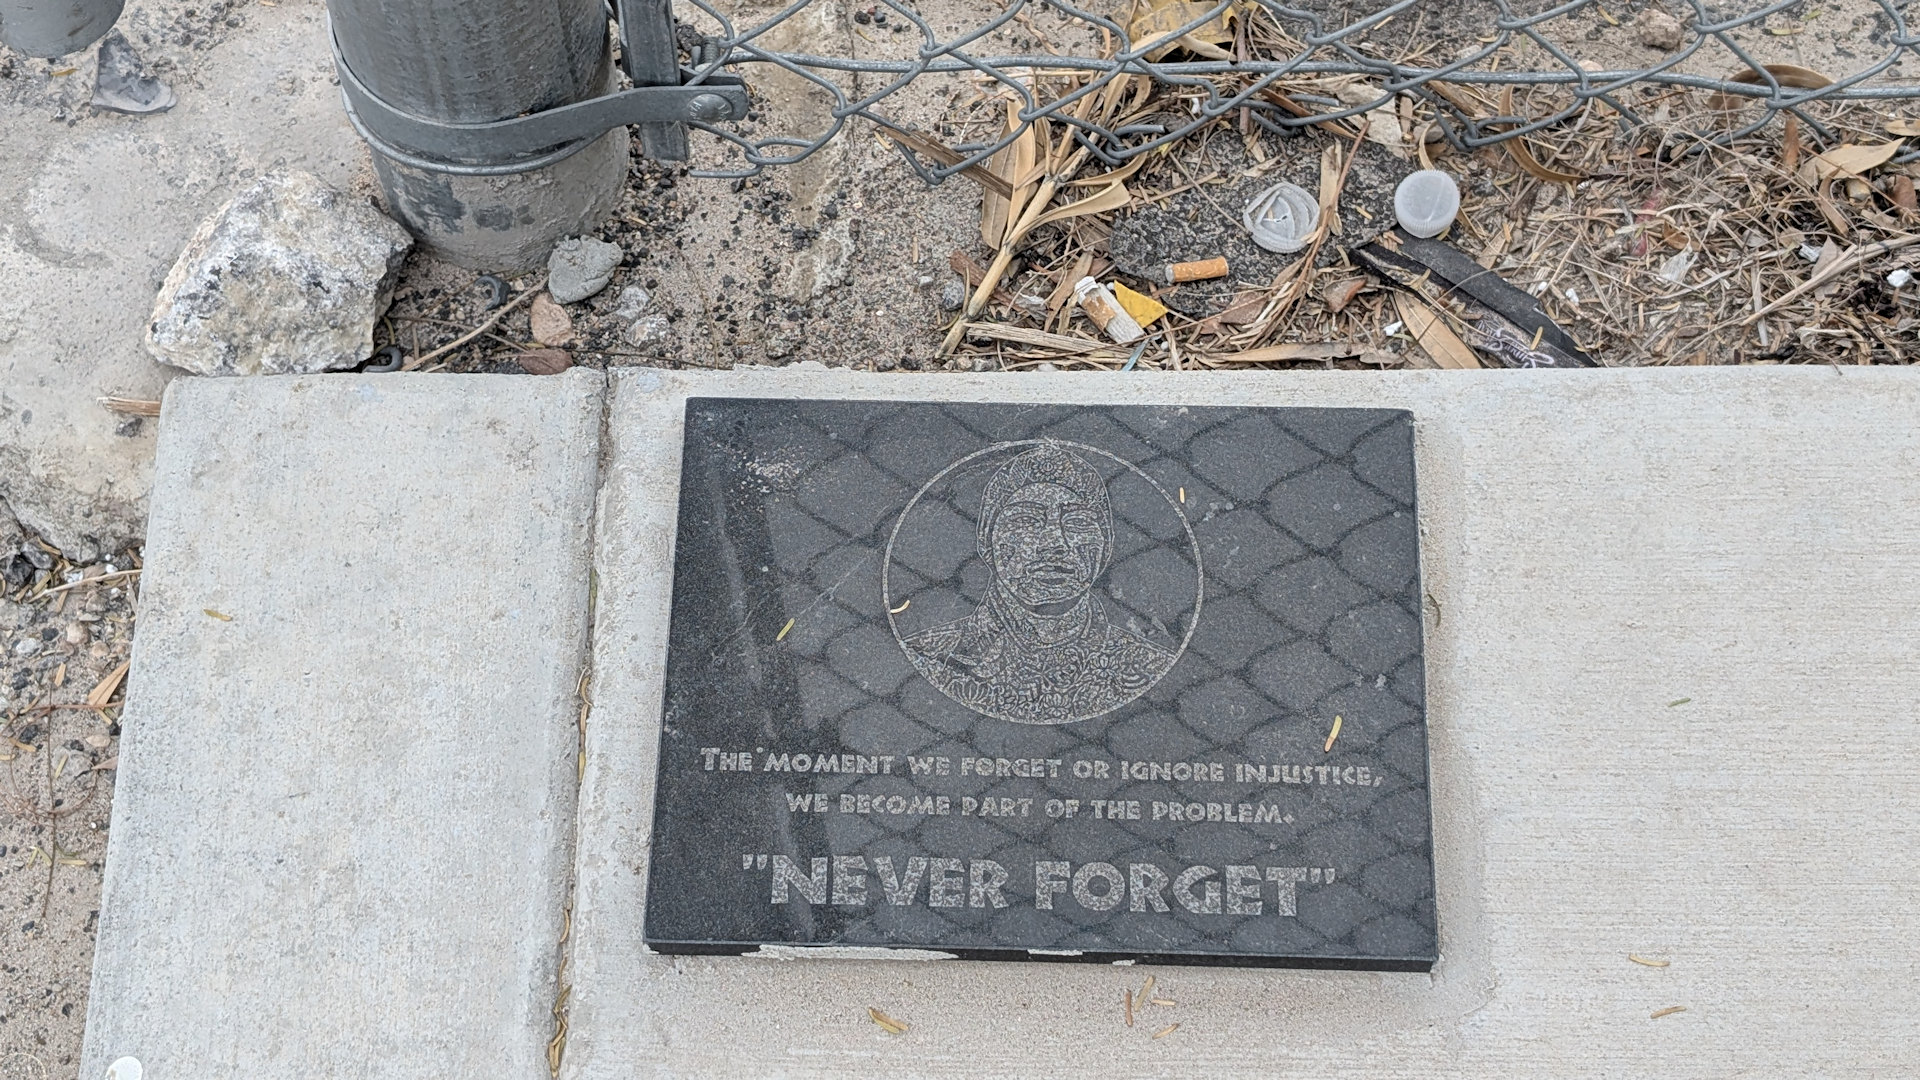 THE MOMENT WE FORGET OR IGNORE INJUSTICE,
WE BECOME PART OF THE PROBLEM.
"NEVER FORGET"